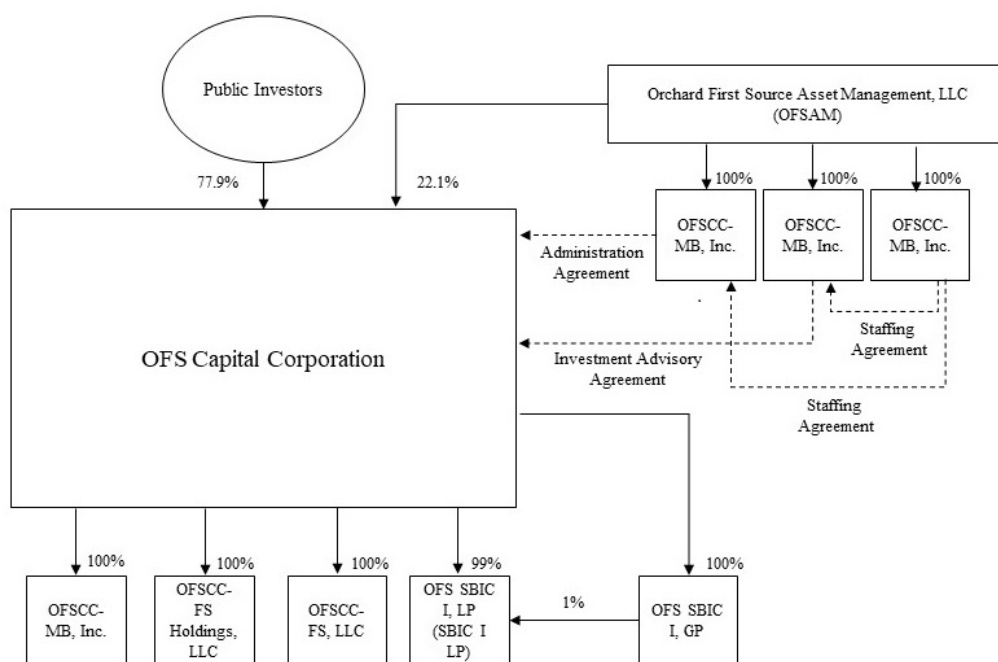 Public Investors
Orchard First Source Asset Management, LLC
(OFSAM)
77.9%
22.1%
100%
100%
100%
OFSCC-
MB, Inc.
OFSCC-
MB, Inc.
OFSCC-
MB, Inc.
Administration
Agreement
OFS Capital Corporation
Investment Advisory
Agreement
Staffing
Agreement
Staffing
Agreement
100%
100%
100%
99%
100%
OFSCC-
MB, Inc.
OFSCC-
FS
Holdings,
LLC
OFSCC-
FS, LLC
OFS SBIC
I, LP
(SBIC I
LP)
1%
OFS SBIC
I, GP